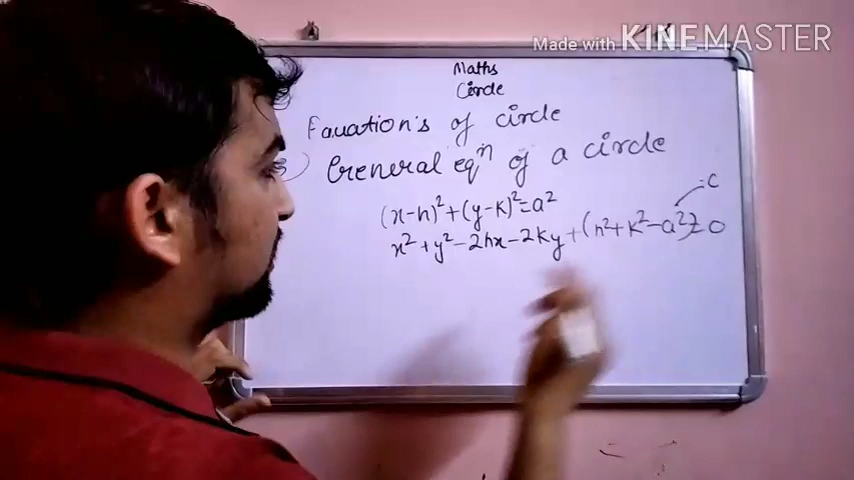 Made with KINEMASTER
Maths
Circle
Equation's of circle
General eqⁿ of a circle
(x-h)²+(y-k)²=a²
=C
x²+y²-2hx-2ky+(h²+k²-a²)=0